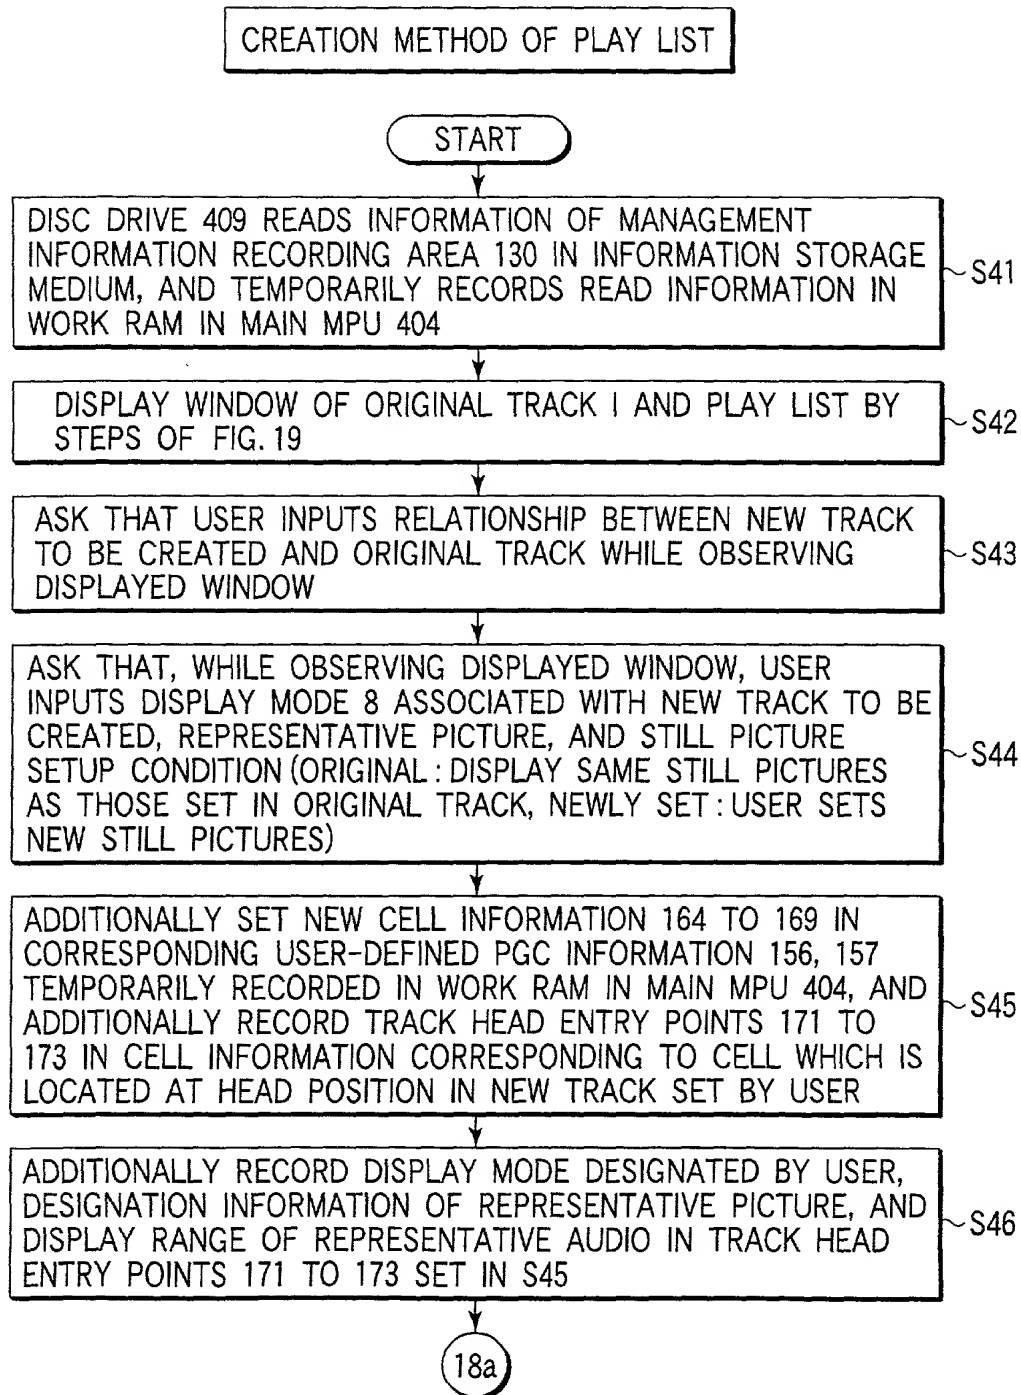 CREATION METHOD OF PLAY LIST
START
DISC DRIVE 409 READS INFORMATION OF MANAGEMENT
INFORMATION RECORDING AREA 130 IN INFORMATION STORAGE
MEDIUM, AND TEMPORARILY RECORDS READ INFORMATION IN
WORK RAM IN MAIN MPU 404
S41
DISPLAY WINDOW OF ORIGINAL TRACK I AND PLAY LIST BY
STEPS OF FIG. 19
S42
ASK THAT USER INPUTS RELATIONSHIP BETWEEN NEW TRACK
TO BE CREATED AND ORIGINAL TRACK WHILE OBSERVING
DISPLAYED WINDOW
S43
ASK THAT, WHILE OBSERVING DISPLAYED WINDOW, USER
INPUTS DISPLAY MODE 8 ASSOCIATED WITH NEW TRACK TO BE
CREATED, REPRESENTATIVE PICTURE, AND STILL PICTURE
SETUP CONDITION (ORIGINAL : DISPLAY SAME STILL PICTURES
AS THOSE SET IN ORIGINAL TRACK, NEWLY SET : USER SETS
NEW STILL PICTURES)
S44
ADDITIONALLY SET NEW CELL INFORMATION 164 TO 169 IN
CORRESPONDING USER-DEFINED PGC INFORMATION 156, 157
TEMPORARILY RECORDED IN WORK RAM IN MAIN MPU 404, AND
ADDITIONALLY RECORD TRACK HEAD ENTRY POINTS 171 TO
173 IN CELL INFORMATION CORRESPONDING TO CELL WHICH IS
LOCATED AT HEAD POSITION IN NEW TRACK SET BY USER
S45
ADDITIONALLY RECORD DISPLAY MODE DESIGNATED BY USER,
DESIGNATION INFORMATION OF REPRESENTATIVE PICTURE, AND
DISPLAY RANGE OF REPRESENTATIVE AUDIO IN TRACK HEAD
ENTRY POINTS 171 TO 173 SET IN S45
S46
18a